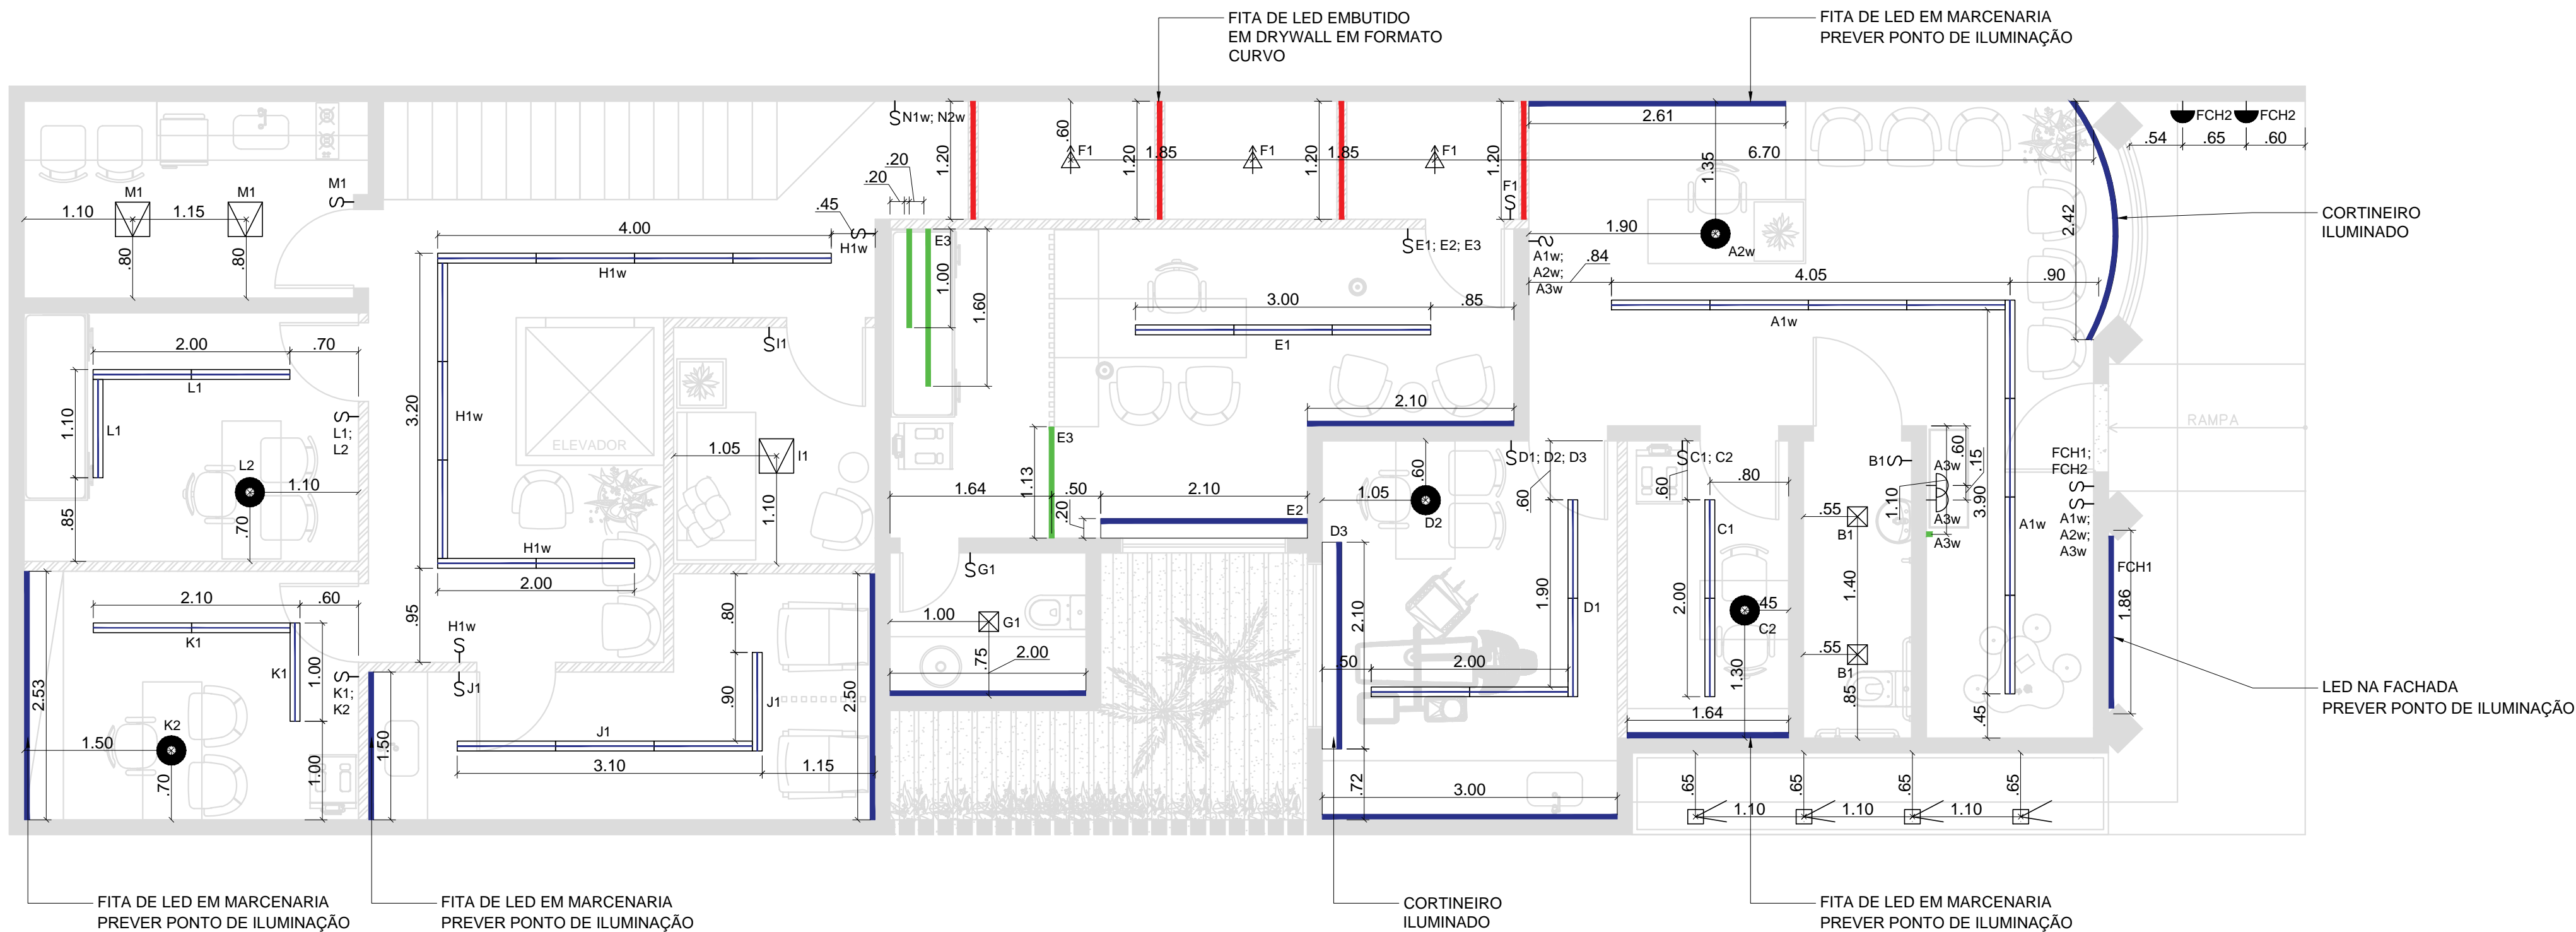 FITA DE LED EMBUTIDO
EM DRYWALL EM FORMATO
CURVO
FITA DE LED EM MARCENARIA
PREVER PONTO DE ILUMINAÇÃO
N1w; N2w
1.20
.60
F1
1.20
1.85
F1
1.20
1.85
F1
1.20
F1
2.61
1.35
6.70
2.42
FCH2
FCH2
.54
.65
.60
CORTINEIRO
ILUMINADO
M1
M1
M1
1.10
1.15
.80
.80
.20
.20
.45
H1w
4.00
H1w
3.20
H1w
H1w
2.00
.95
H1w
E3
1.00
1.60
E1; E2; E3
3.00
.85
E1
2.10
A1w;
A2w;
A3w
1.90
A2w
.84
4.05
.90
A1w
2.00
.70
L1
1.10
L1
.85
L2
1.10
.70
L1;
L2
ELEVADOR
I1
1.05
I1
1.10
E3
1.13
1.64
.50
2.10
.20
E2
D1; D2; D3
.60
1.05
D2
.60
D3
2.10
1.90
D1
.50
2.00
.72
3.00
C1; C2
.60
.80
C1
2.00
.45
C2
1.30
1.64
B1
.55
B1
1.40
.55
B1
.85
A3w
1.10
.60
.15
A3w
A3w
3.90
A1w
.45
RAMPA
FCH1;
FCH2
A1w;
A2w;
A3w
FCH1
1.86
LED NA FACHADA
PREVER PONTO DE ILUMINAÇÃO
2.53
2.10
.60
K1
K1
1.00
1.00
K1;
K2
K2
1.50
.70
J1
1.50
J1
3.10
1.15
.80
.90
J1
2.50
G1
1.00
G1
.75
2.00
.65
.65
.65
.65
1.10
1.10
1.10
FITA DE LED EM MARCENARIA
PREVER PONTO DE ILUMINAÇÃO
FITA DE LED EM MARCENARIA
PREVER PONTO DE ILUMINAÇÃO
CORTINEIRO
ILUMINADO
FITA DE LED EM MARCENARIA
PREVER PONTO DE ILUMINAÇÃO